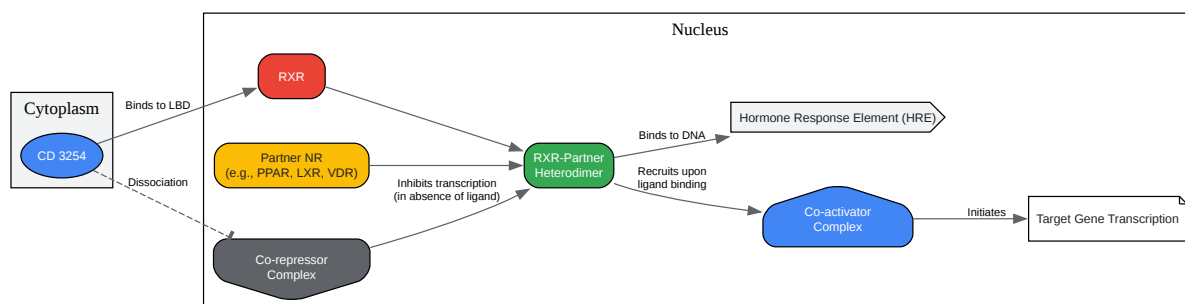 Nucleus
Cytoplasm
CD 3254
Binds to LBD
Dissociation
RXR
Partner NR
(e.g., PPAR, LXR, VDR)
Inhibits transcription
(in absence of ligand)
Co-repressor
Complex
RXR-Partner
Heterodimer
Binds to DNA
Recruits upon
ligand binding
Hormone Response Element (HRE)
Co-activator
Complex
Initiates
Target Gene Transcription